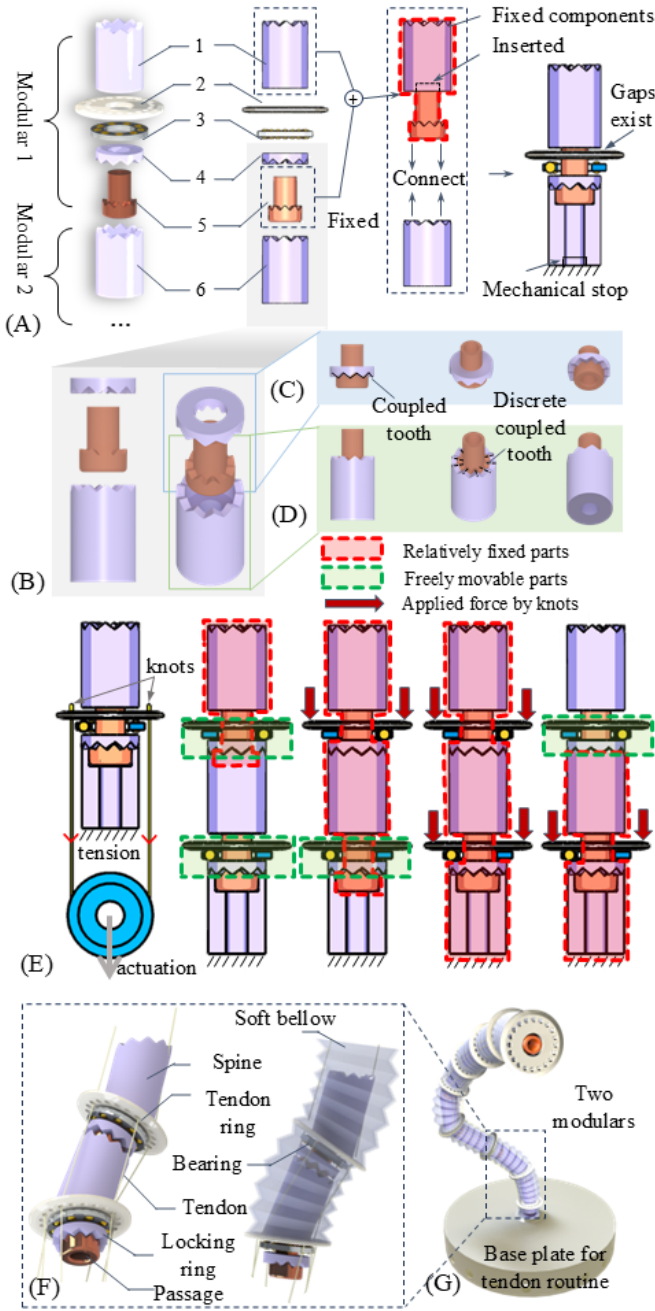 Modular 1
Modular 2
1
2
3
4
5
6
...
Fixed
Fixed components
Inserted
Connect
Gaps
exist
Mechanical stop
(A)
(B)
(C)
Coupled
tooth
Discrete
coupled
tooth
(D)
Relatively fixed parts
Freely movable parts
Applied force by knots
knots
tension
(E)
actuation
Soft bellow
Spine
Tendon
ring
Bearing
Tendon
Locking
ring
Passage
(F)
Two
modulars
Base plate for
tendon routine
(G)